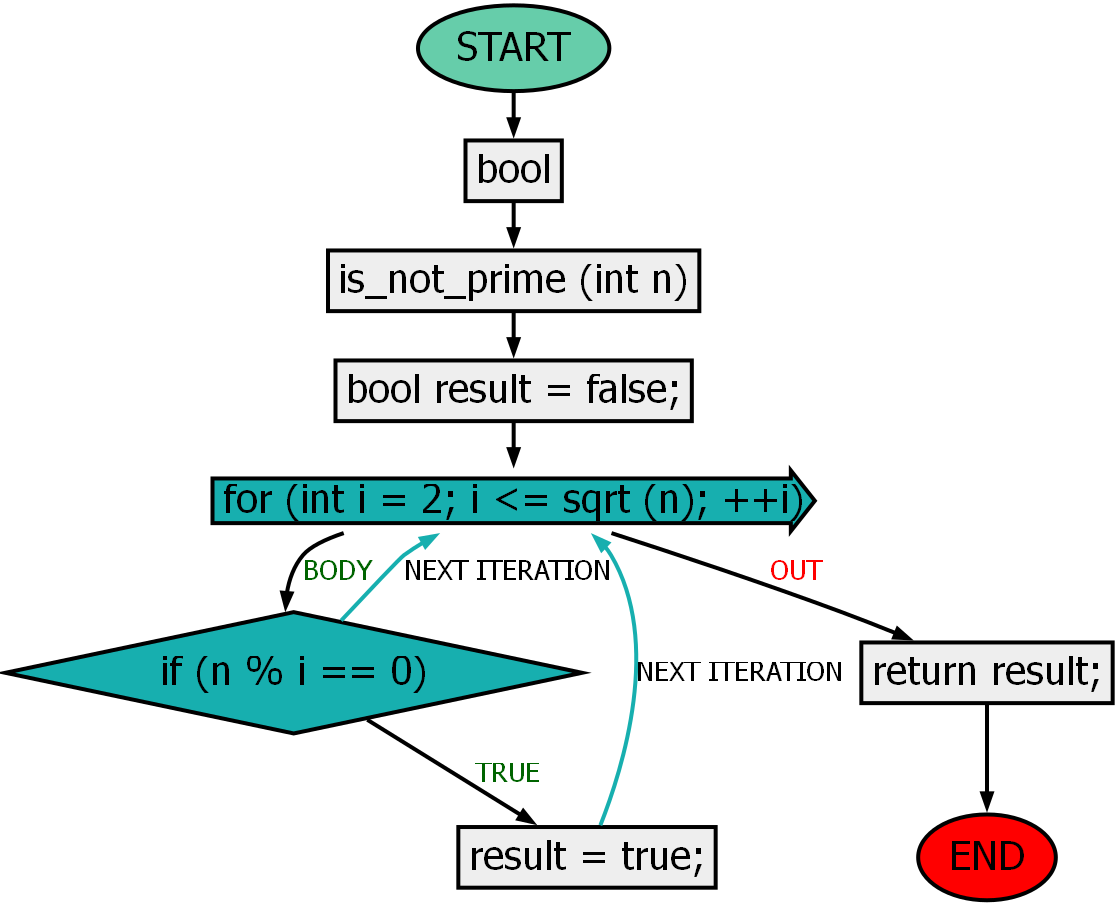 START
bool
is_not_prime (int n)
bool result = false;
for (int i = 2; i <= sqrt (n); ++i)
BODY
NEXT ITERATION
OUT
if (n % i == 0)
NEXT ITERATION
return result;
TRUE
result = true;
END